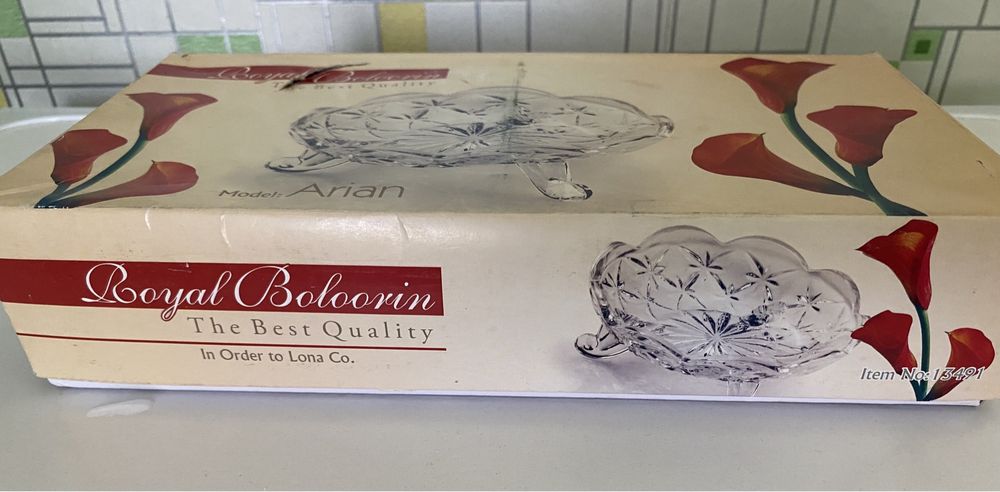 Royal Boloorin
The Best Quality
Model: Arian
Royal Boloorin
The Best Quality
In Order to Lona Co.
Item No: 13491